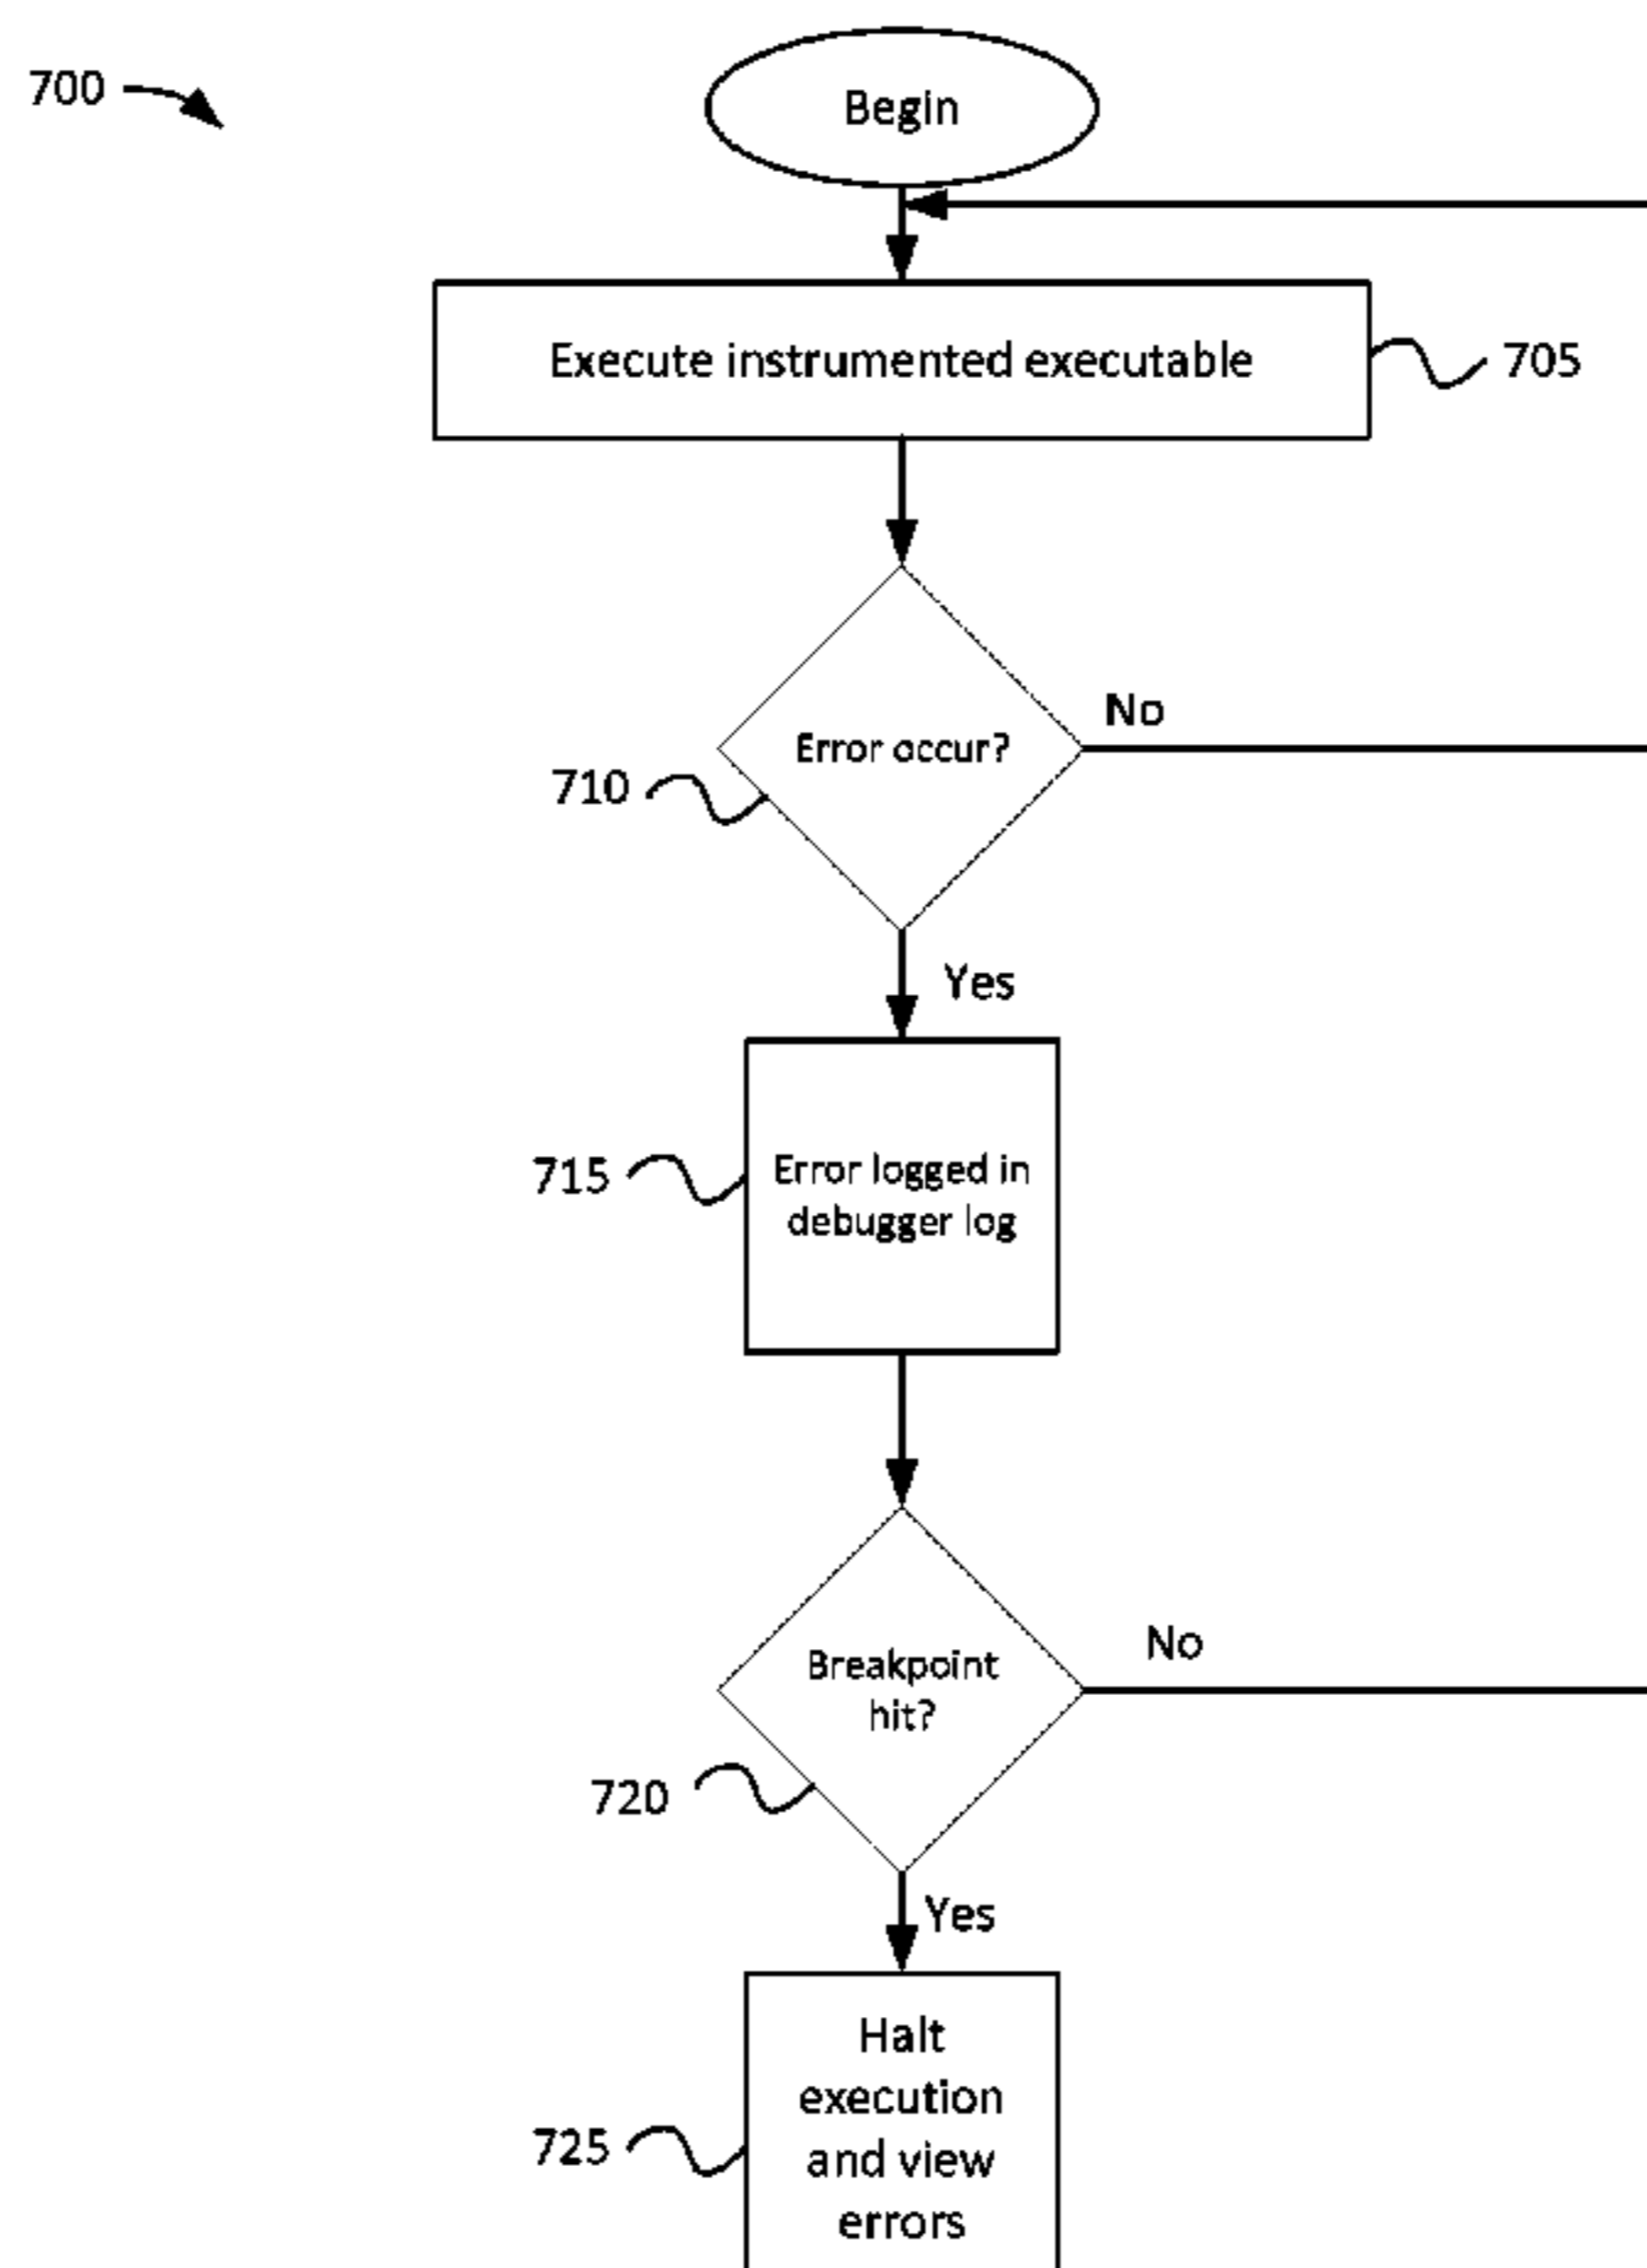 700
Begin
Execute instrumented executable
705
Error occur?
No
710
Yes
715
Error logged in
debugger log
Breakpoint
hit?
No
720
Yes
Halt
execution
and view
errors
725